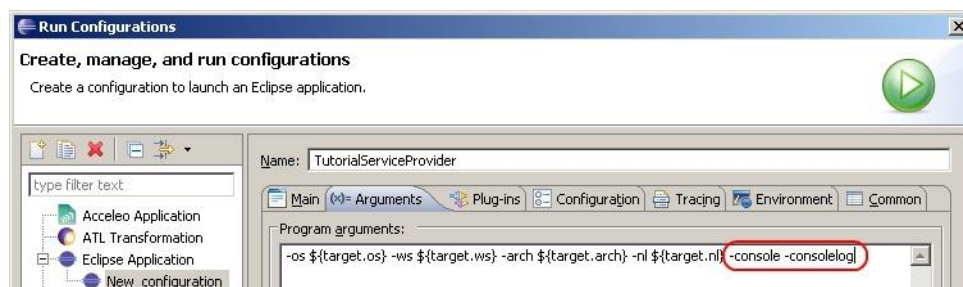 Run Configurations
Create, manage, and run configurations
Create a configuration to launch an Eclipse application.
type filter text
Acceleo Application
ATL Transformation
Eclipse Application
New_configuration
Name: TutorialServiceProvider
Main (x)= Arguments Plug-ins Configuration Tracing Environment Common
Program arguments:
-os ${target.os} -ws ${target.ws} -arch ${target.arch} -nl ${target.nl} -console -consolelog